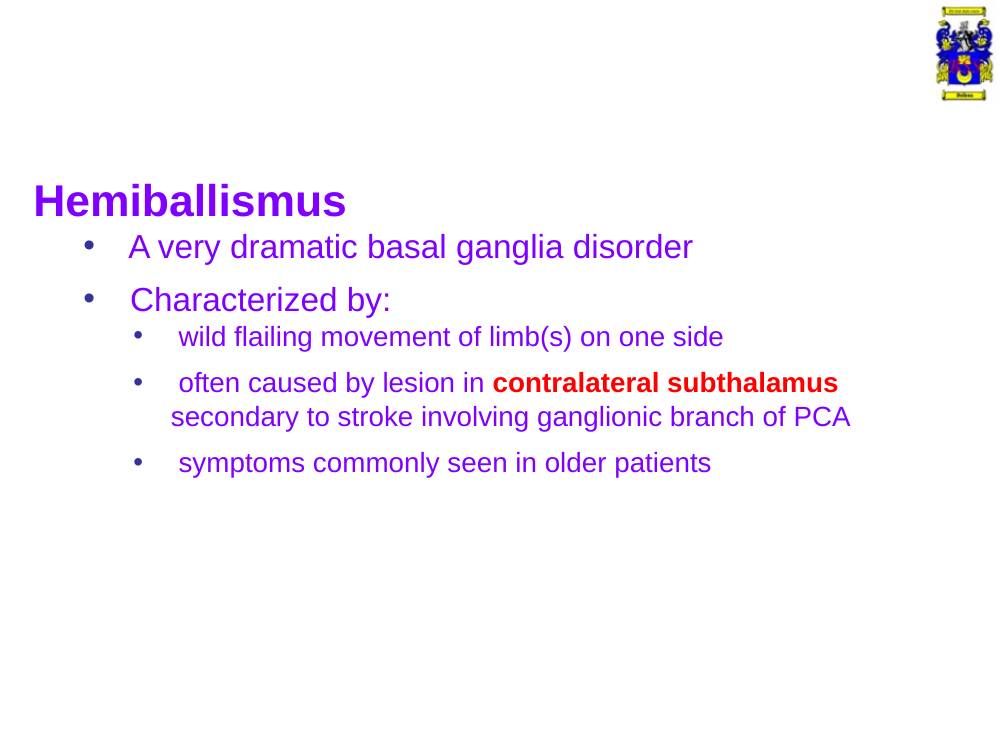 Hemiballismus
• A very dramatic basal ganglia disorder
• Characterized by:
• wild flailing movement of limb(s) on one side
• often caused by lesion in contralateral subthalamus
secondary to stroke involving ganglionic branch of PCA
• symptoms commonly seen in older patients